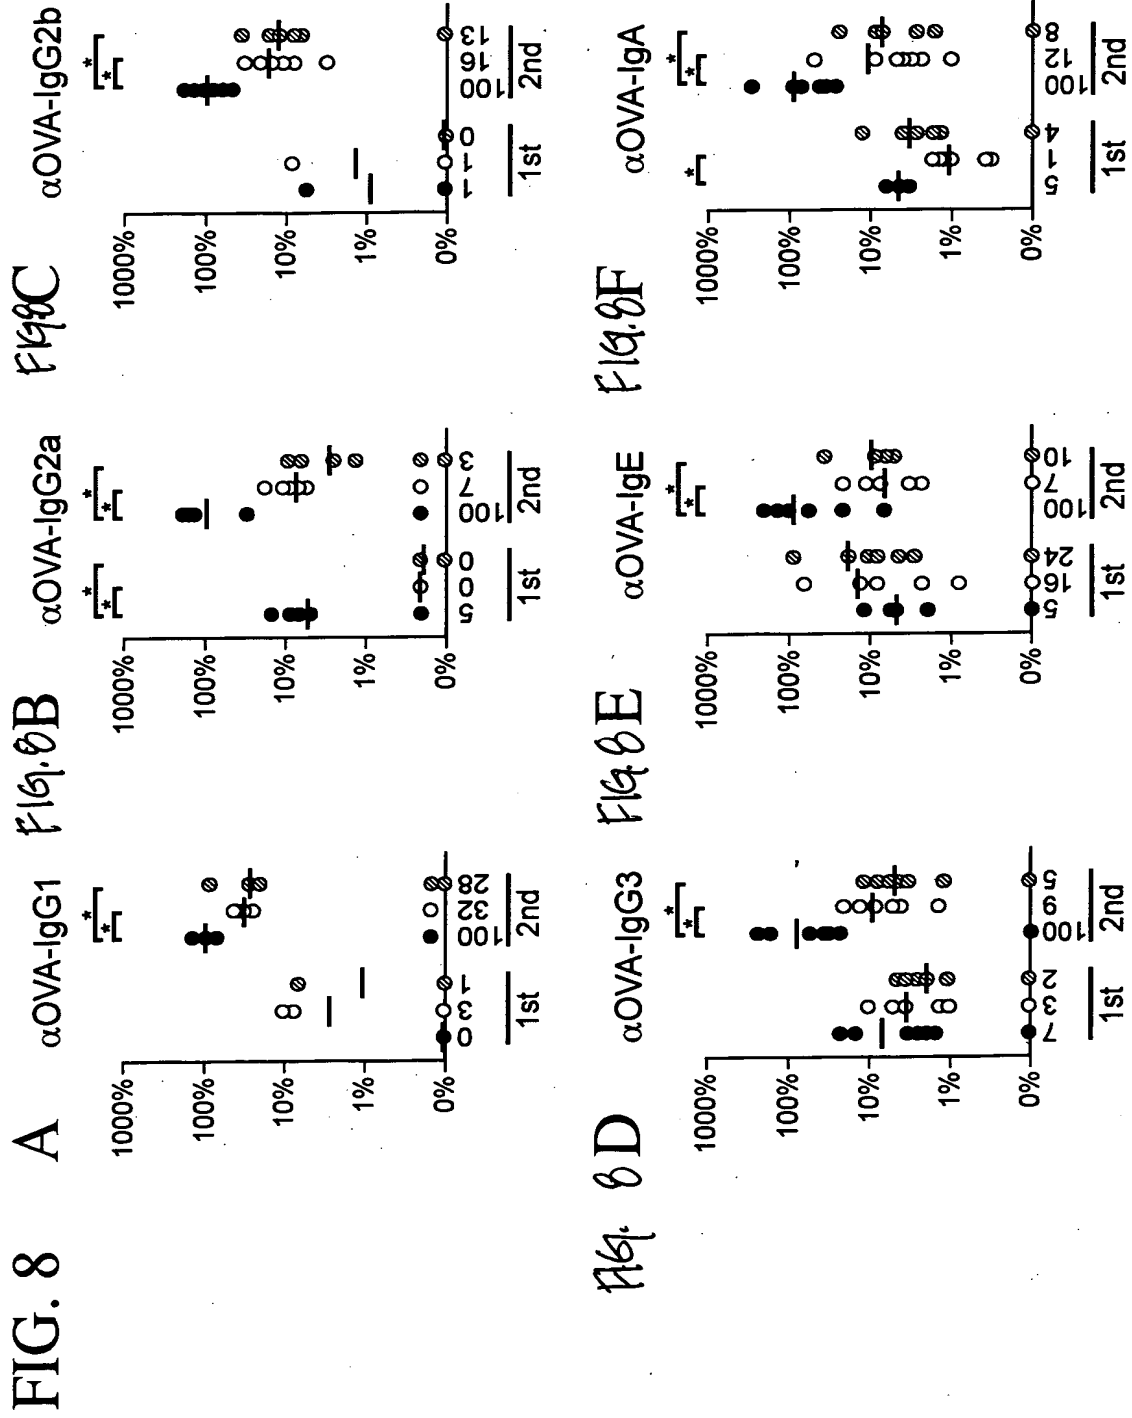 FIG. 8 A
αOVA-IgG1
* *
1000%
100%
10%
1%
0%
0 3 1 100 32 28
1st 2nd
FIG. 8B
αOVA-IgG2a
* * * *
1000%
100%
10%
1%
0%
5 0 0 100 7 3
1st 2nd
FIG8C
αOVA-IgG2b
* *
1000%
100%
10%
1%
0%
1 1 0 100 16 13
1st 2nd
FIG. 8D
αOVA-IgG3
* *
1000%
100%
10%
1%
0%
7 3 2 100 9 5
1st 2nd
FIG. 8E
αOVA-IgE
* *
1000%
100%
10%
1%
0%
5 16 24 100 7 10
1st 2nd
FIG. 8F
αOVA-IgA
* * *
1000%
100%
10%
1%
0%
5 1 4 100 12 8
1st 2nd